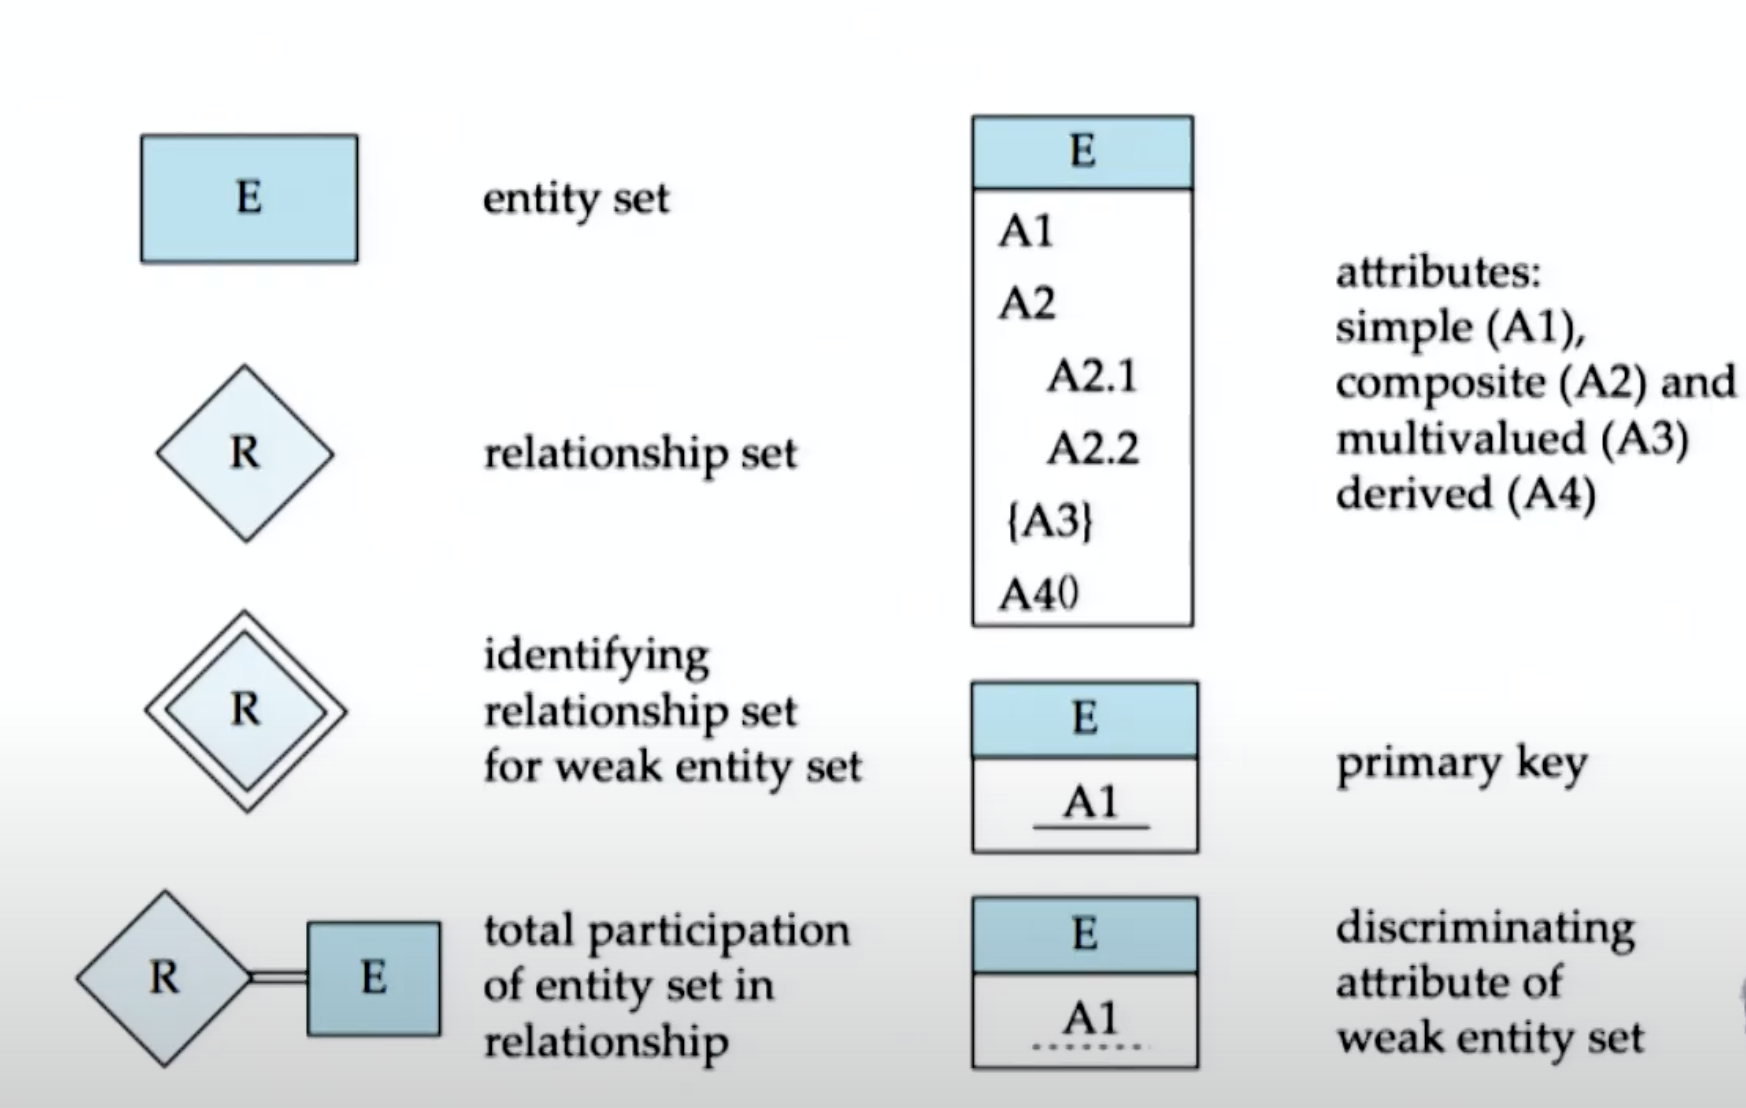 E
entity set
R
relationship set
R
identifying
relationship set
for weak entity set
R
E
total participation
of entity set in
relationship
E
A1
A2
A2.1
A2.2
{A3}
A4()
attributes:
simple (A1),
composite (A2) and
multivalued (A3)
derived (A4)
E
A1
primary key
E
A1
discriminating
attribute of
weak entity set